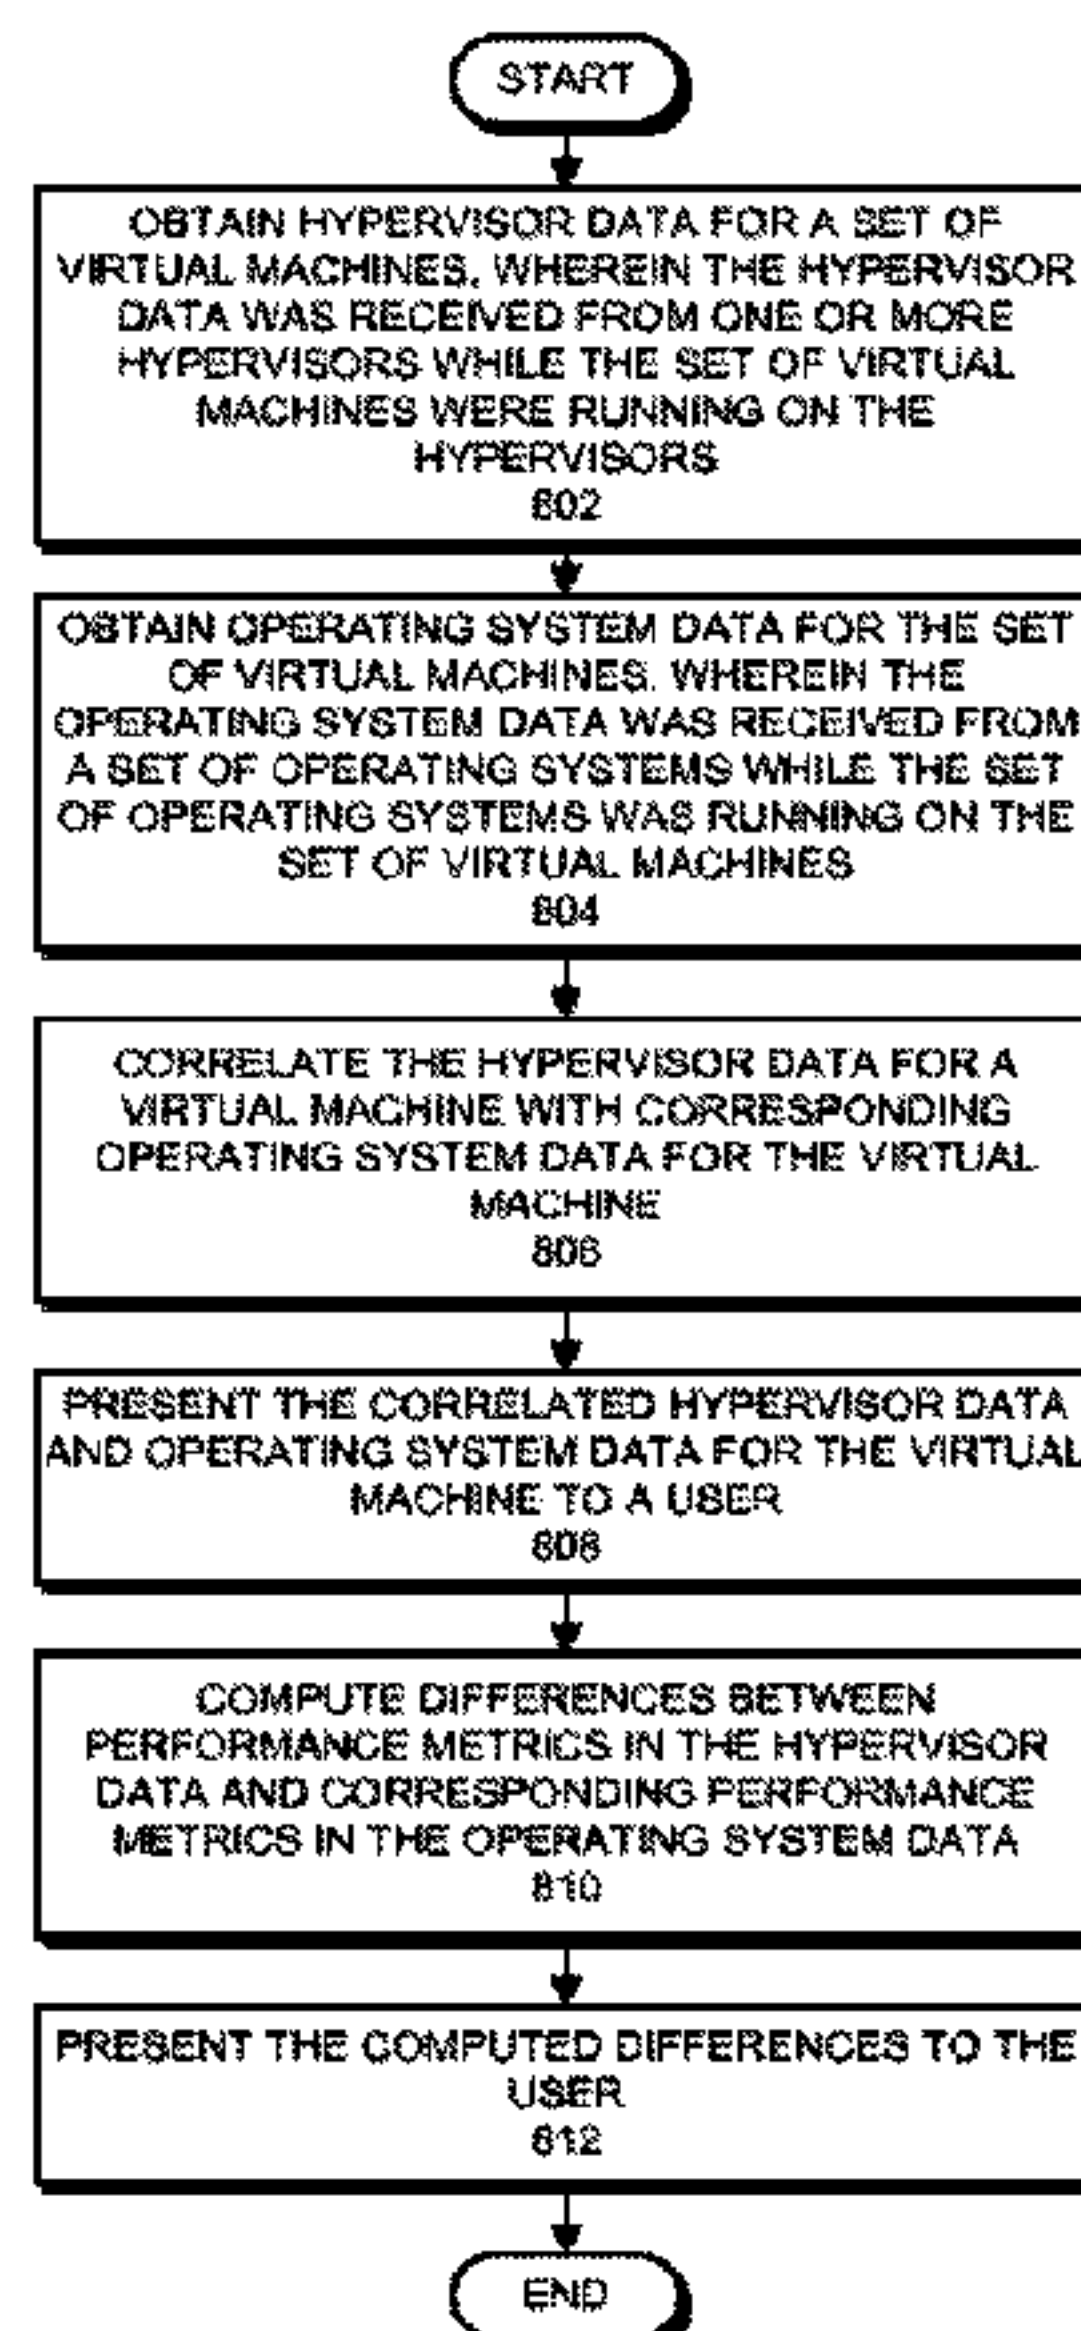 START
OBTAIN HYPERVISOR DATA FOR A SET OF
VIRTUAL MACHINES, WHEREIN THE HYPERVISOR
DATA WAS RECEIVED FROM ONE OR MORE
HYPERVISORS WHILE THE SET OF VIRTUAL
MACHINES WERE RUNNING ON THE
HYPERVISORS
802
OBTAIN OPERATING SYSTEM DATA FOR THE SET
OF VIRTUAL MACHINES, WHEREIN THE
OPERATING SYSTEM DATA WAS RECEIVED FROM
A SET OF OPERATING SYSTEMS WHILE THE SET
OF OPERATING SYSTEMS WAS RUNNING ON THE
SET OF VIRTUAL MACHINES
804
CORRELATE THE HYPERVISOR DATA FOR A
VIRTUAL MACHINE WITH CORRESPONDING
OPERATING SYSTEM DATA FOR THE VIRTUAL
MACHINE
806
PRESENT THE CORRELATED HYPERVISOR DATA
AND OPERATING SYSTEM DATA FOR THE VIRTUAL
MACHINE TO A USER
808
COMPUTE DIFFERENCES BETWEEN
PERFORMANCE METRICS IN THE HYPERVISOR
DATA AND CORRESPONDING PERFORMANCE
METRICS IN THE OPERATING SYSTEM DATA
810
PRESENT THE COMPUTED DIFFERENCES TO THE
USER
812
END